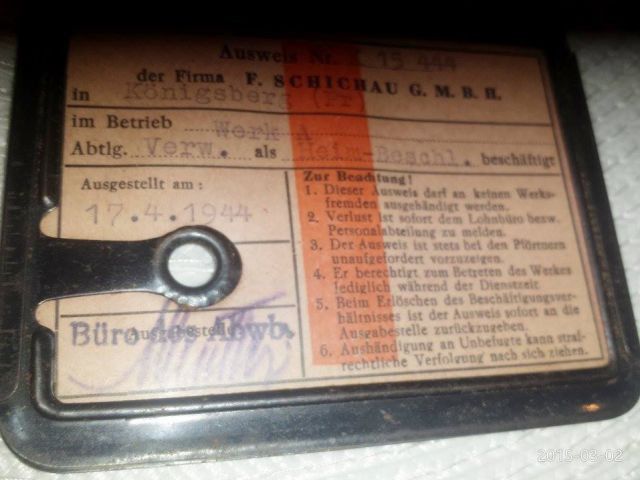 Ausweis Nr. 15 444
der Firma F. SCHICHAU G. M. B. H.
in Königsberg (Pr)
im Betrieb Werk A
Abtlg. Verw. als Heim-Beschl. beschäftigt
Ausgestellt am:
17.4.1944
Ausgabestelle
Büro des Abwb.
Zur Beachtung!
1. Dieser Ausweis darf an keinen Werks-
fremden ausgehändigt werden.
2. Verlust ist sofort dem Lohnbüro bezw.
Personalabteilung zu melden.
3. Der Ausweis ist stets bei den Pförtnern
unaufgefordert vorzuzeigen.
4. Er berechtigt zum Betreten des Werkes
lediglich während der Dienstzeit.
5. Beim Erlöschen des Beschäftigungsver-
hältnisses ist der Ausweis sofort an die
Ausgabestelle zurückzugeben.
6. Aushändigung an Unbefugte kann straf-
rechtliche Verfolgung nach sich ziehen.
2015-03-02